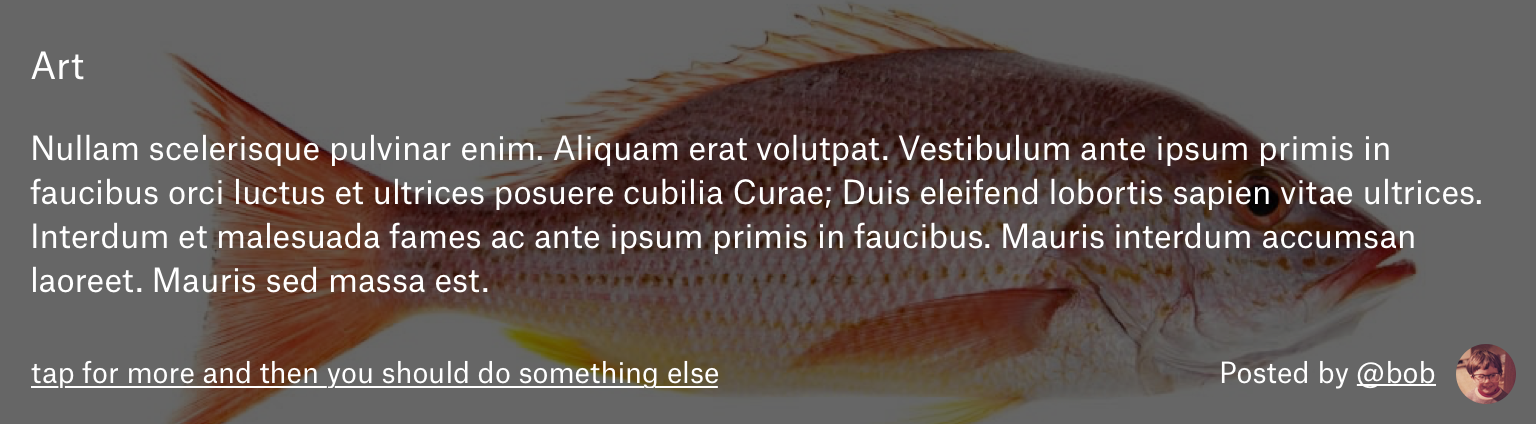 Art
Nullam scelerisque pulvinar enim. Aliquam erat volutpat. Vestibulum ante ipsum primis in
faucibus orci luctus et ultrices posuere cubilia Curae; Duis eleifend lobortis sapien vitae ultrices.
Interdum et malesuada fames ac ante ipsum primis in faucibus. Mauris interdum accumsan
laoreet. Mauris sed massa est.
tap for more and then you should do something else
Posted by @bob